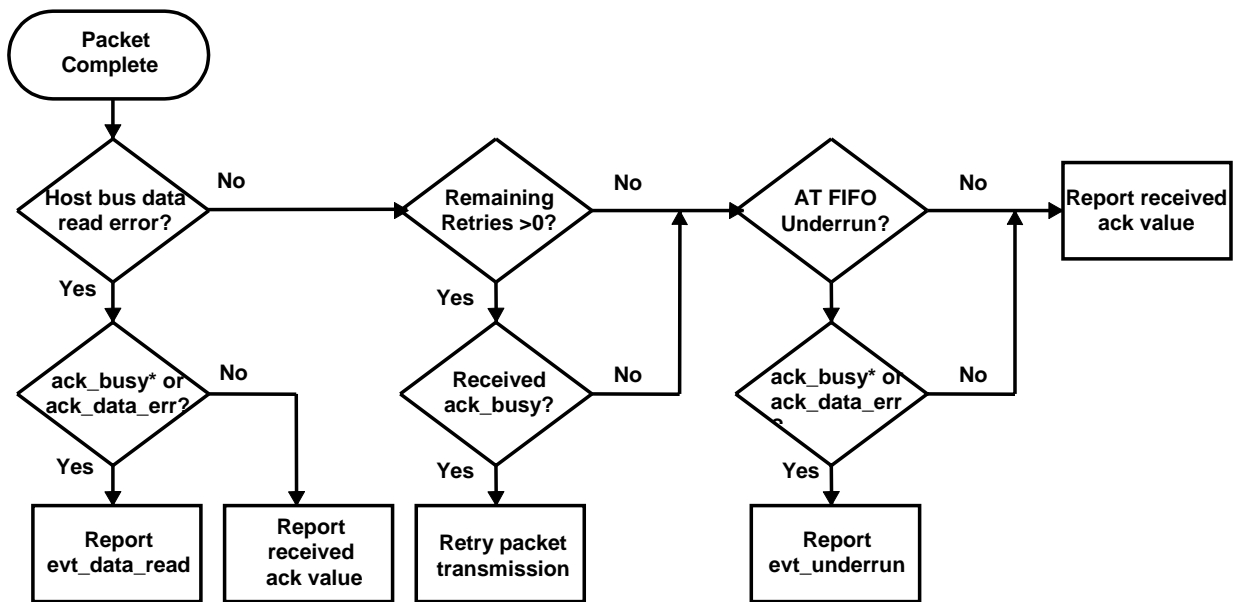 Packet
Complete
Host bus data
read error?
No
Remaining
Retries >0?
No
AT FIFO
Underrun?
No
Report received
ack value
Yes
Yes
ack_busy* or
ack_data_err?
No
Received
ack_busy?
No
ack_busy* or
ack_data_err
No
Yes
Yes
Yes
Report
evt_data_read
Report
received
ack value
Retry packet
transmission
Report
evt_underrun